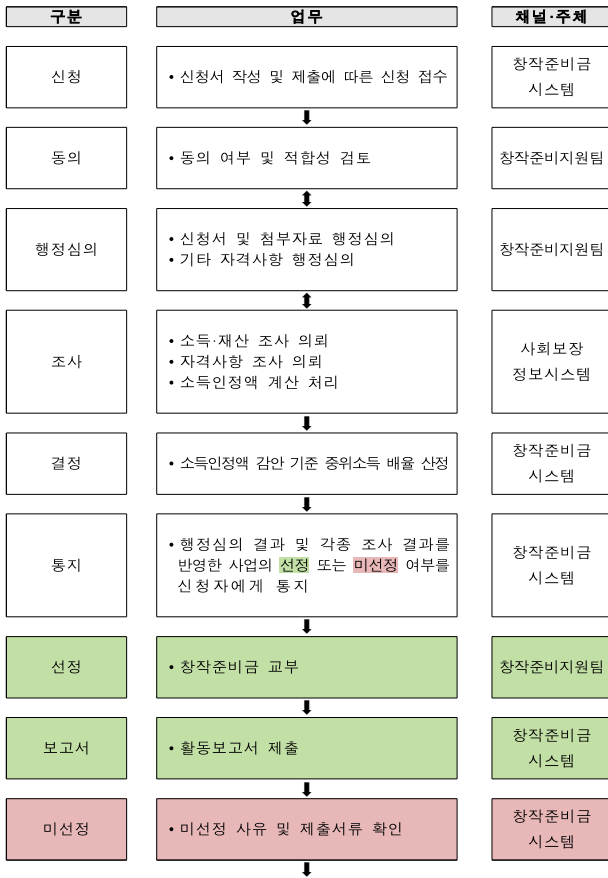 구분
업무
채널·주체
신청
• 신청서 작성 및 제출에 따른 신청 접수
창작준비금
시스템
동의
• 동의 여부 및 적합성 검토
창작준비지원팀
행정심의
• 신청서 및 첨부자료 행정심의
• 기타 자격사항 행정심의
창작준비지원팀
조사
• 소득·재산 조사 의뢰
• 자격사항 조사 의뢰
• 소득인정액 계산 처리
사회보장
정보시스템
결정
• 소득인정액 감안 기준 중위소득 배율 산정
창작준비금
시스템
통지
• 행정심의 결과 및 각종 조사 결과를
반영한 사업의 선정 또는 미선정 여부를
신청자에게 통지
창작준비금
시스템
선정
• 창작준비금 교부
창작준비지원팀
보고서
• 활동보고서 제출
창작준비금
시스템
미선정
• 미선정 사유 및 제출서류 확인
창작준비금
시스템